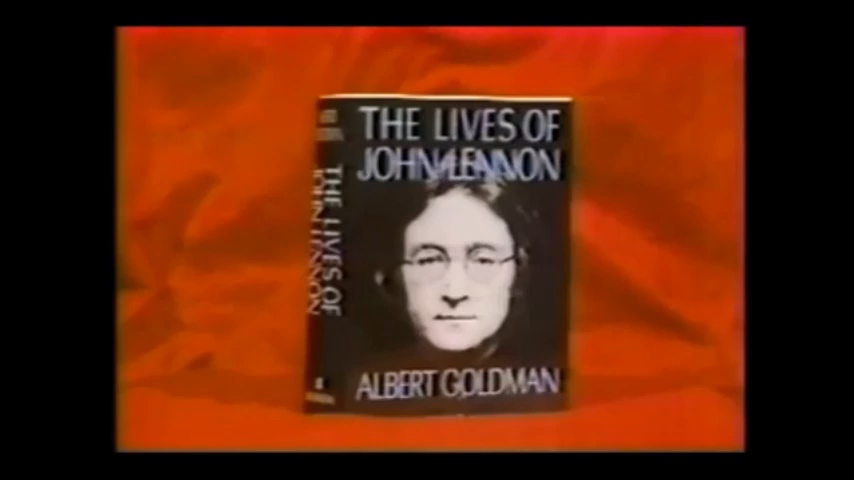 THE LIVES OF
JOHN LENNON
ALBERT GOLDMAN
THE LIVES OF
JOHN LENNON